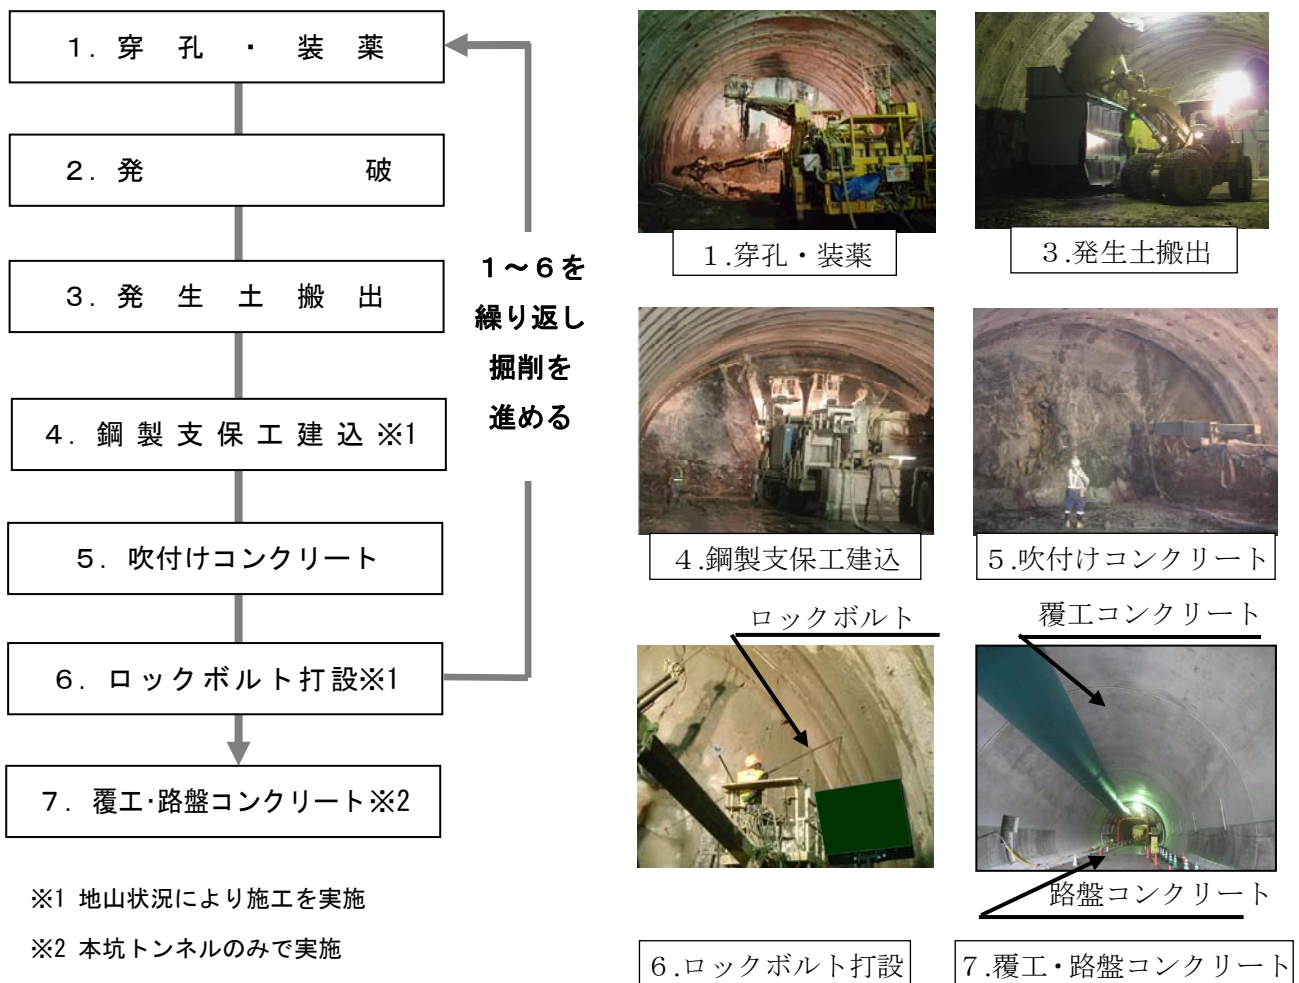 １．穿孔・装薬
２．発破
３．発生土搬出
４．鋼製支保工建込※1
５．吹付けコンクリート
６．ロックボルト打設※1
７．覆工･路盤コンクリート※2
１～６を
繰り返し
掘削を
進める
※1 地山状況により施工を実施
※2 本坑トンネルのみで実施
１.穿孔・装薬
３.発生土搬出
４.鋼製支保工建込
５.吹付けコンクリート
ロックボルト
覆工コンクリート
路盤コンクリート
６.ロックボルト打設
７.覆工・路盤コンクリート